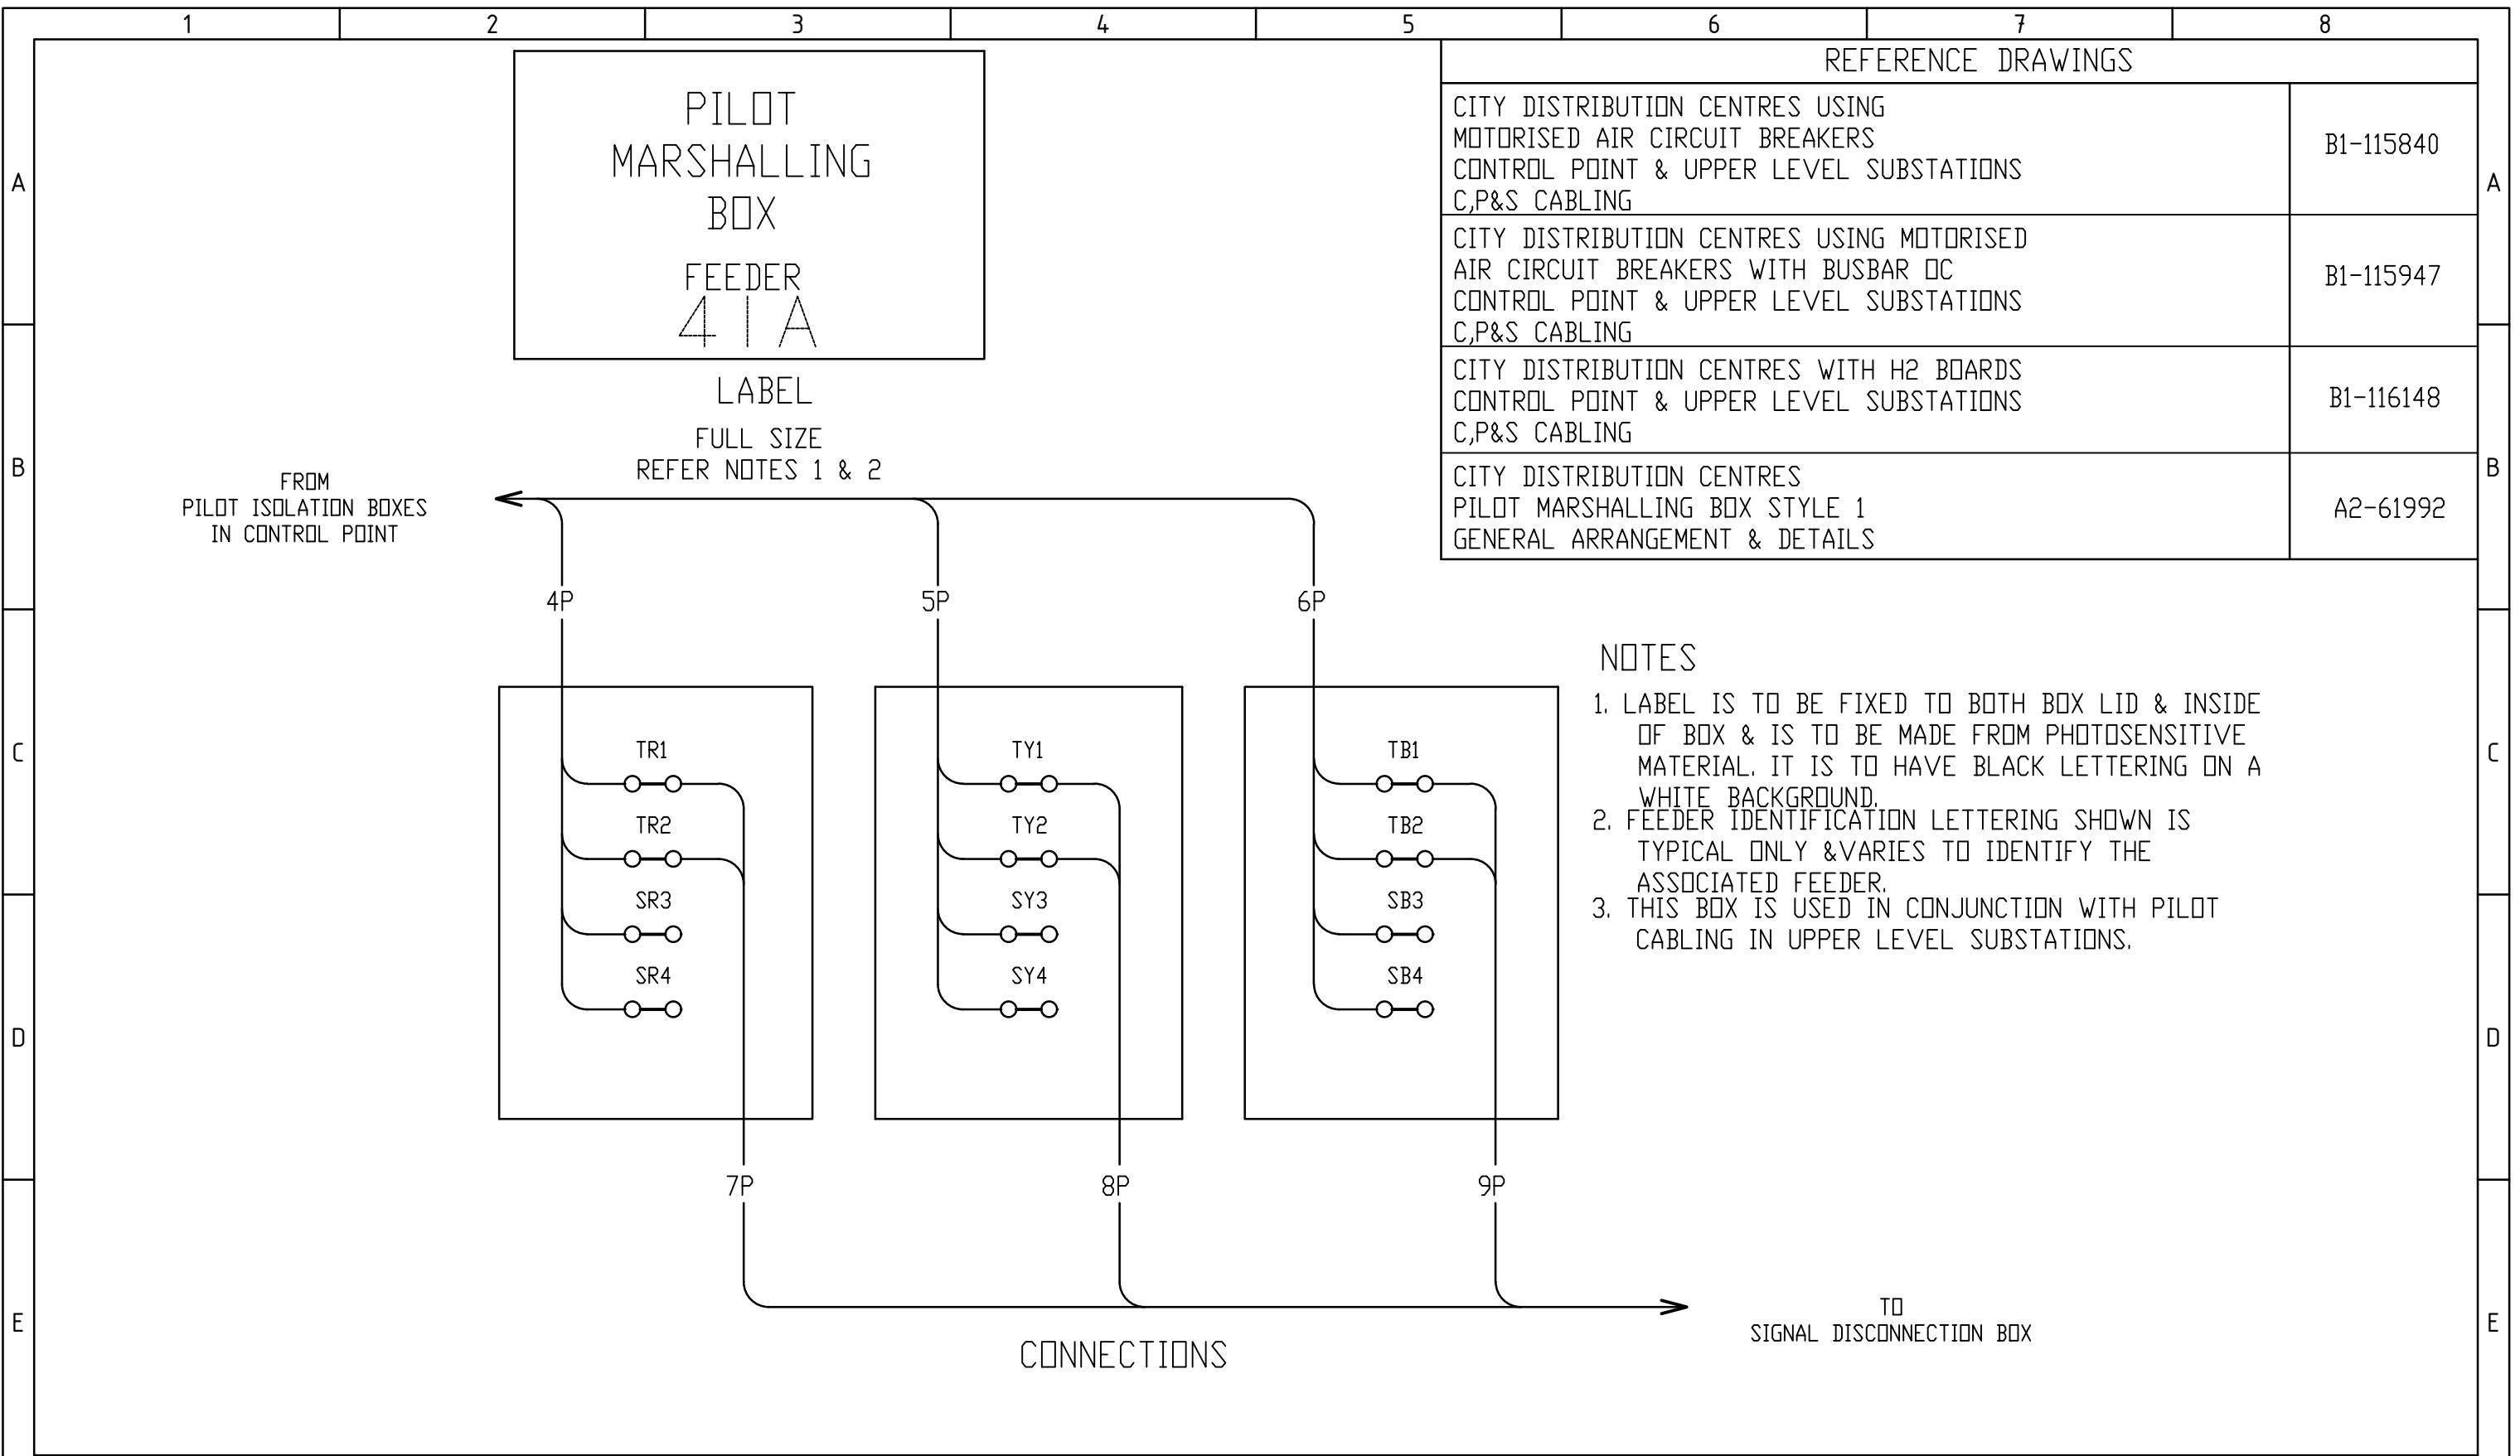 1 2 3 4 5 6 7 8
A
B
C
D
E
A
B
C
D
E
PILOT
MARSHALLING
BOX
FEEDER
41A
LABEL
FULL SIZE
REFER NOTES 1 & 2
REFERENCE DRAWINGS
CITY DISTRIBUTION CENTRES USING
MOTORISED AIR CIRCUIT BREAKERS
CONTROL POINT & UPPER LEVEL SUBSTATIONS
C,P&S CABLING
B1-115840
CITY DISTRIBUTION CENTRES USING MOTORISED
AIR CIRCUIT BREAKERS WITH BUSBAR OC
CONTROL POINT & UPPER LEVEL SUBSTATIONS
C,P&S CABLING
B1-115947
CITY DISTRIBUTION CENTRES WITH H2 BOARDS
CONTROL POINT & UPPER LEVEL SUBSTATIONS
C,P&S CABLING
B1-116148
CITY DISTRIBUTION CENTRES
PILOT MARSHALLING BOX STYLE 1
GENERAL ARRANGEMENT & DETAILS
A2-61992
FROM
PILOT ISOLATION BOXES
IN CONTROL POINT
4P 5P 6P
TR1
TR2
SR3
SR4
TY1
TY2
SY3
SY4
TB1
TB2
SB3
SB4
7P 8P 9P
NOTES
1. LABEL IS TO BE FIXED TO BOTH BOX LID & INSIDE
OF BOX & IS TO BE MADE FROM PHOTOSENSITIVE
MATERIAL. IT IS TO HAVE BLACK LETTERING ON A
WHITE BACKGROUND.
2. FEEDER IDENTIFICATION LETTERING SHOWN IS
TYPICAL ONLY &VARIES TO IDENTIFY THE
ASSOCIATED FEEDER.
3. THIS BOX IS USED IN CONJUNCTION WITH PILOT
CABLING IN UPPER LEVEL SUBSTATIONS.
TO
SIGNAL DISCONNECTION BOX
CONNECTIONS